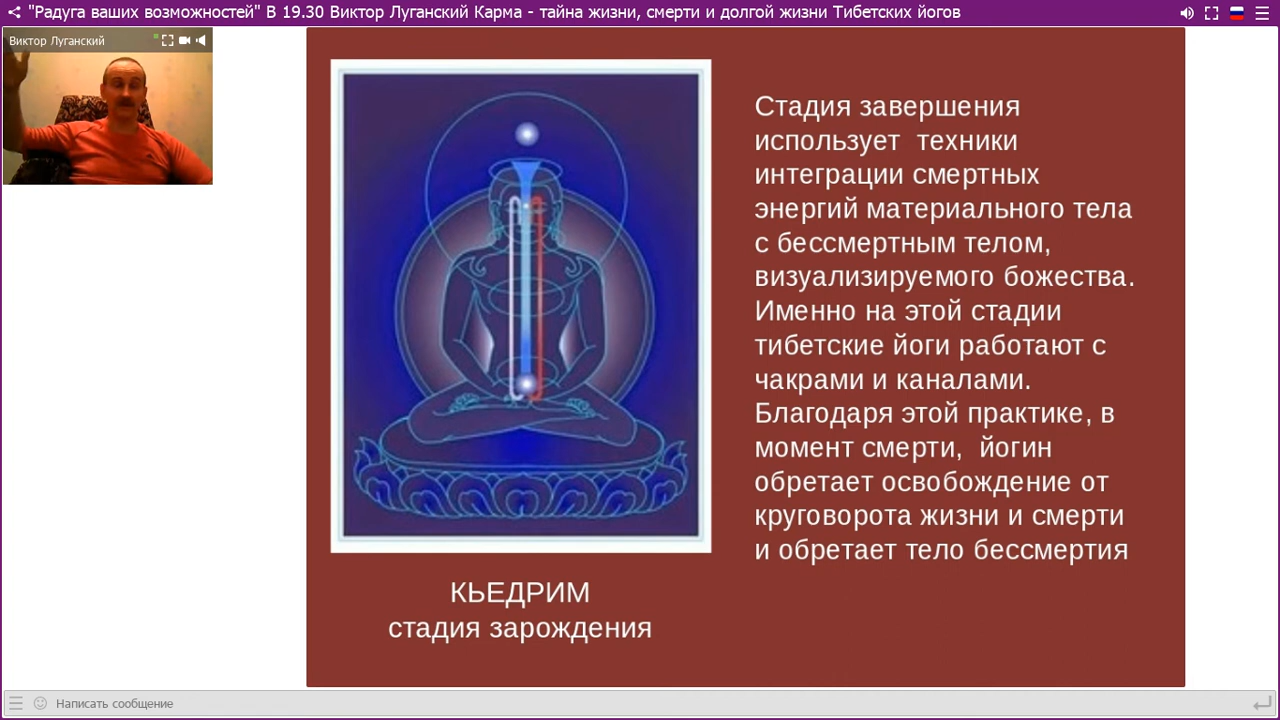 "Радуга ваших возможностей" В 19.30 Виктор Луганский Карма - тайна жизни, смерти и долгой жизни Тибетских йогов
Виктор Луганский
Стадия завершения
использует  техники
интеграции смертных
энергий материального тела
с бессмертным телом,
визуализируемого божества.
Именно на этой стадии
тибетские йоги работают с
чакрами и каналами.
Благодаря этой практике, в
момент смерти,  йогин
обретает освобождение от
круговорота жизни и смерти
и обретает тело бессмертия
КЬЕДРИМ
стадия зарождения
Написать сообщение